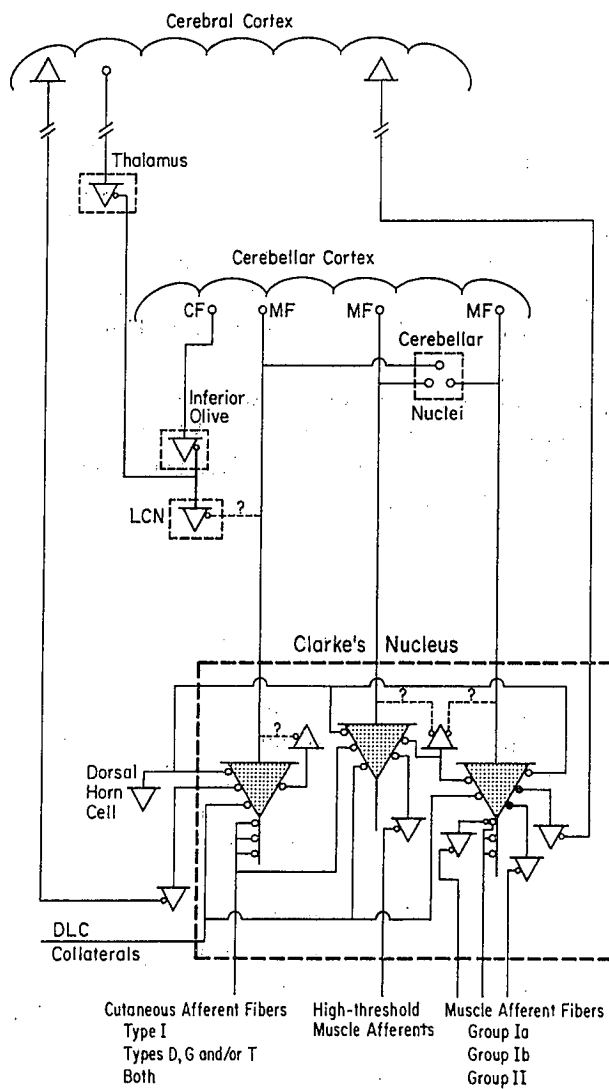 Cerebral Cortex
Thalamus
Cerebellar Cortex
CF
MF
MF
MF
Cerebellar
Nuclei
Inferior
Olive
LCN
?
Clarke's Nucleus
?
?
?
Dorsal
Horn
Cell
DLC
Collaterals
Cutaneous Afferent Fibers
Type I
Types D, G and/or T
Both
High-threshold
Muscle Afferents
Muscle Afferent Fibers
Group Ia
Group Ib
Group II